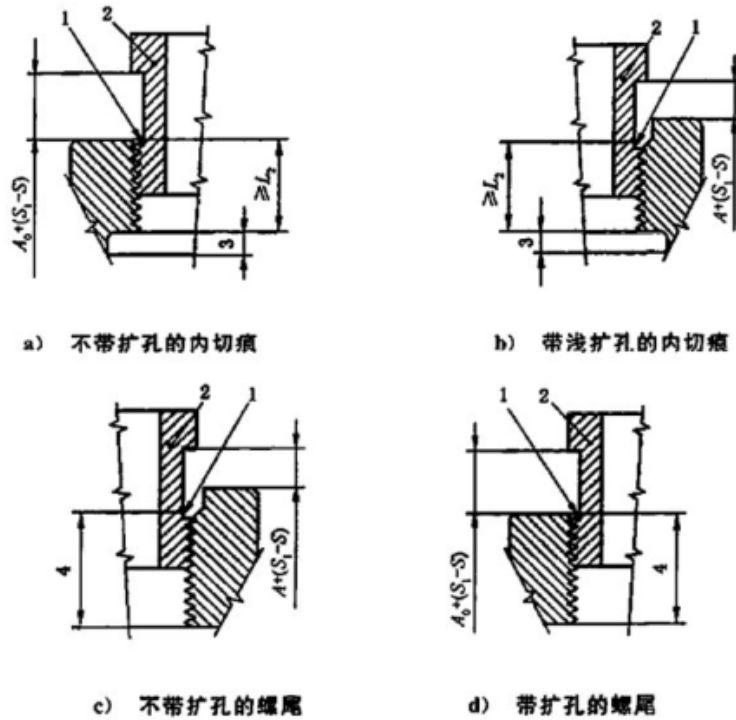 1 2
A₀+(S₁-S)
≥L₂
3
a) 不带扩孔的内切痕
2 1
≥L₂
3
A+(S₁-S)
b) 带浅扩孔的内切痕
2 1
4
A+(S₁-S)
c) 不带扩孔的螺尾
1 2
A₀+(S₁-S)
4
d) 带扩孔的螺尾